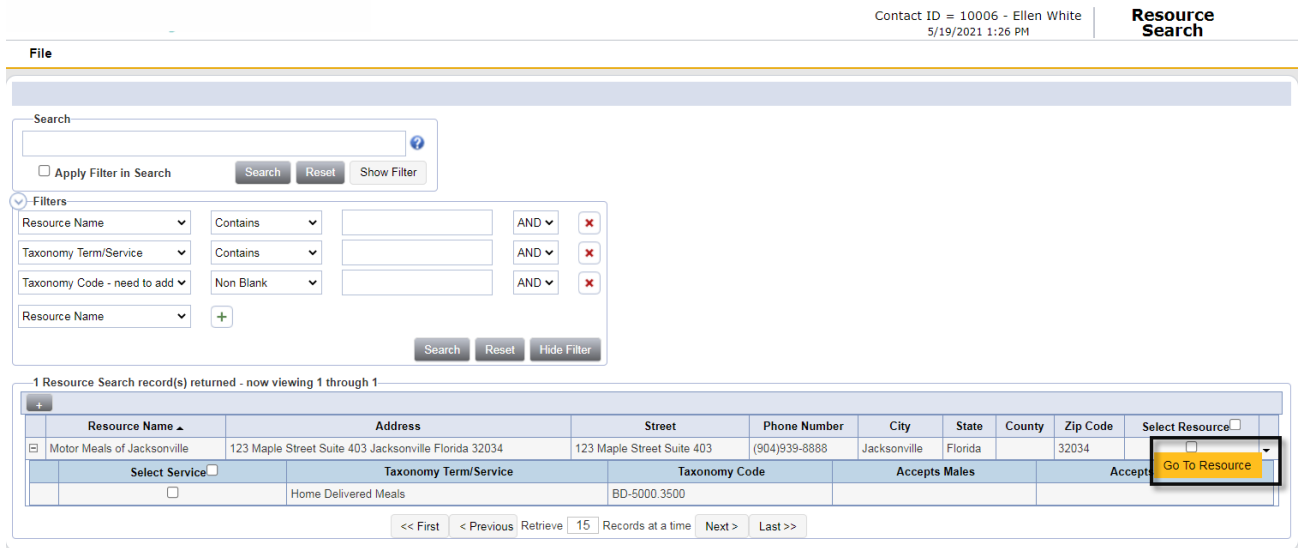 Contact ID = 10006 - Ellen White
5/19/2021 1:26 PM
Resource
Search
File
Search
Apply Filter in Search Search Reset Show Filter
Filters
Resource Name Contains AND
Taxonomy Term/Service Contains AND
Taxonomy Code - need to add Non Blank AND
Resource Name +
Search Reset Hide Filter
1 Resource Search record(s) returned - now viewing 1 through 1
+
Resource Name Address Street Phone Number City State County Zip Code Select Resource
Motor Meals of Jacksonville 123 Maple Street Suite 403 Jacksonville Florida 32034 123 Maple Street Suite 403 (904)939-8888 Jacksonville Florida 32034
Go To Resource
Select Service Taxonomy Term/Service Taxonomy Code Accepts Males Accepts
Home Delivered Meals BD-5000.3500
<< First < Previous Retrieve 15 Records at a time Next > Last >>